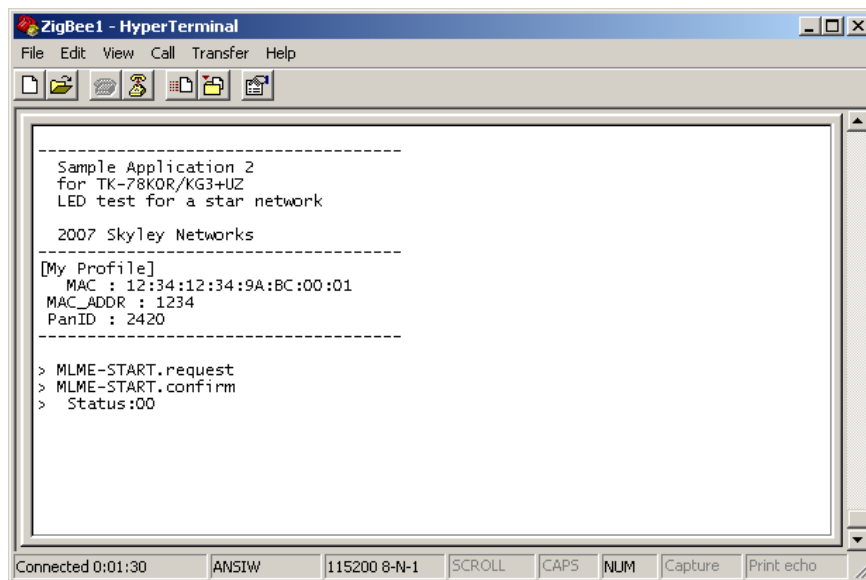 ZigBee1 - HyperTerminal
File Edit View Call Transfer Help
-------------------------------------
Sample Application 2
for TK-78K0R/KG3+UZ
LED test for a star network
2007 Skyley Networks
-------------------------------------
[My Profile]
MAC : 12:34:12:34:9A:BC:00:01
MAC_ADDR : 1234
PanID : 2420
-------------------------------------
> MLME-START.request
> MLME-START.confirm
> Status:00
Connected 0:01:30 ANSIW 115200 8-N-1 SCROLL CAPS NUM Capture Print echo